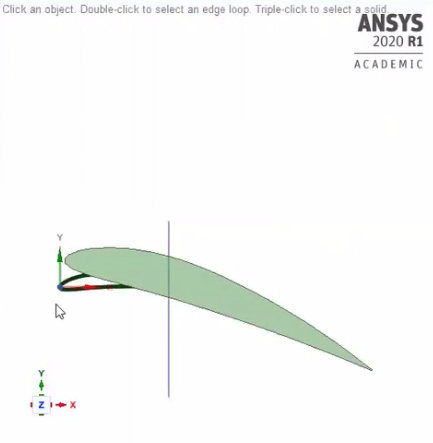 Click an object. Double-click to select an edge loop. Triple-click to select a solid.
ANSYS
2020 R1
ACADEMIC
Y
Y
Z
X